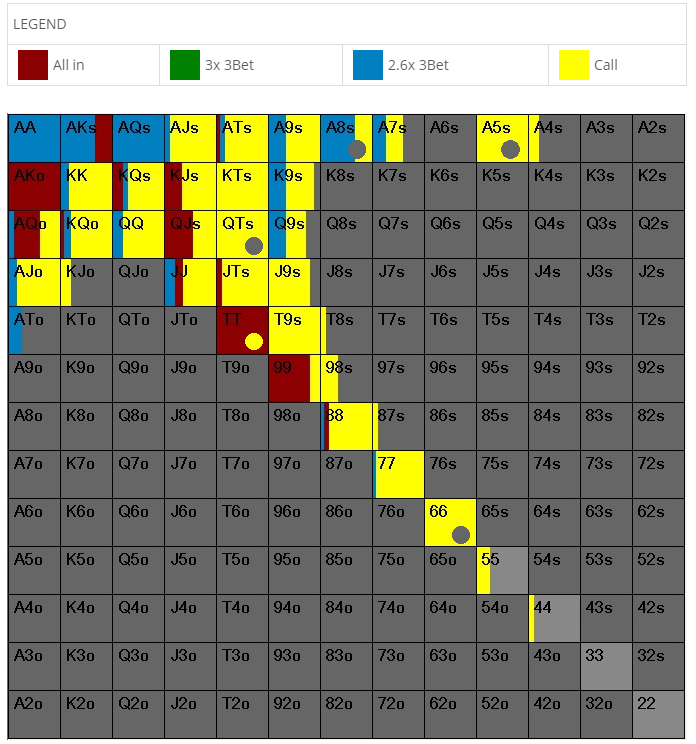 LEGEND
All in 3x 3Bet 2.6x 3Bet Call
AA AKs AQs AJs ATs A9s A8s A7s A6s A5s A4s A3s A2s
AKo KK KQs KJs KTs K9s K8s K7s K6s K5s K4s K3s K2s
AQo KQo QQ QJs QTs Q9s Q8s Q7s Q6s Q5s Q4s Q3s Q2s
AJo KJo QJo JJ JTs J9s J8s J7s J6s J5s J4s J3s J2s
ATo KTo QTo JTo TT T9s T8s T7s T6s T5s T4s T3s T2s
A9o K9o Q9o J9o T9o 99 98s 97s 96s 95s 94s 93s 92s
A8o K8o Q8o J8o T8o 98o 88 87s 86s 85s 84s 83s 82s
A7o K7o Q7o J7o T7o 97o 87o 77 76s 75s 74s 73s 72s
A6o K6o Q6o J6o T6o 96o 86o 76o 66 65s 64s 63s 62s
A5o K5o Q5o J5o T5o 95o 85o 75o 65o 55 54s 53s 52s
A4o K4o Q4o J4o T4o 94o 84o 74o 64o 54o 44 43s 42s
A3o K3o Q3o J3o T3o 93o 83o 73o 63o 53o 43o 33 32s
A2o K2o Q2o J2o T2o 92o 82o 72o 62o 52o 42o 32o 22